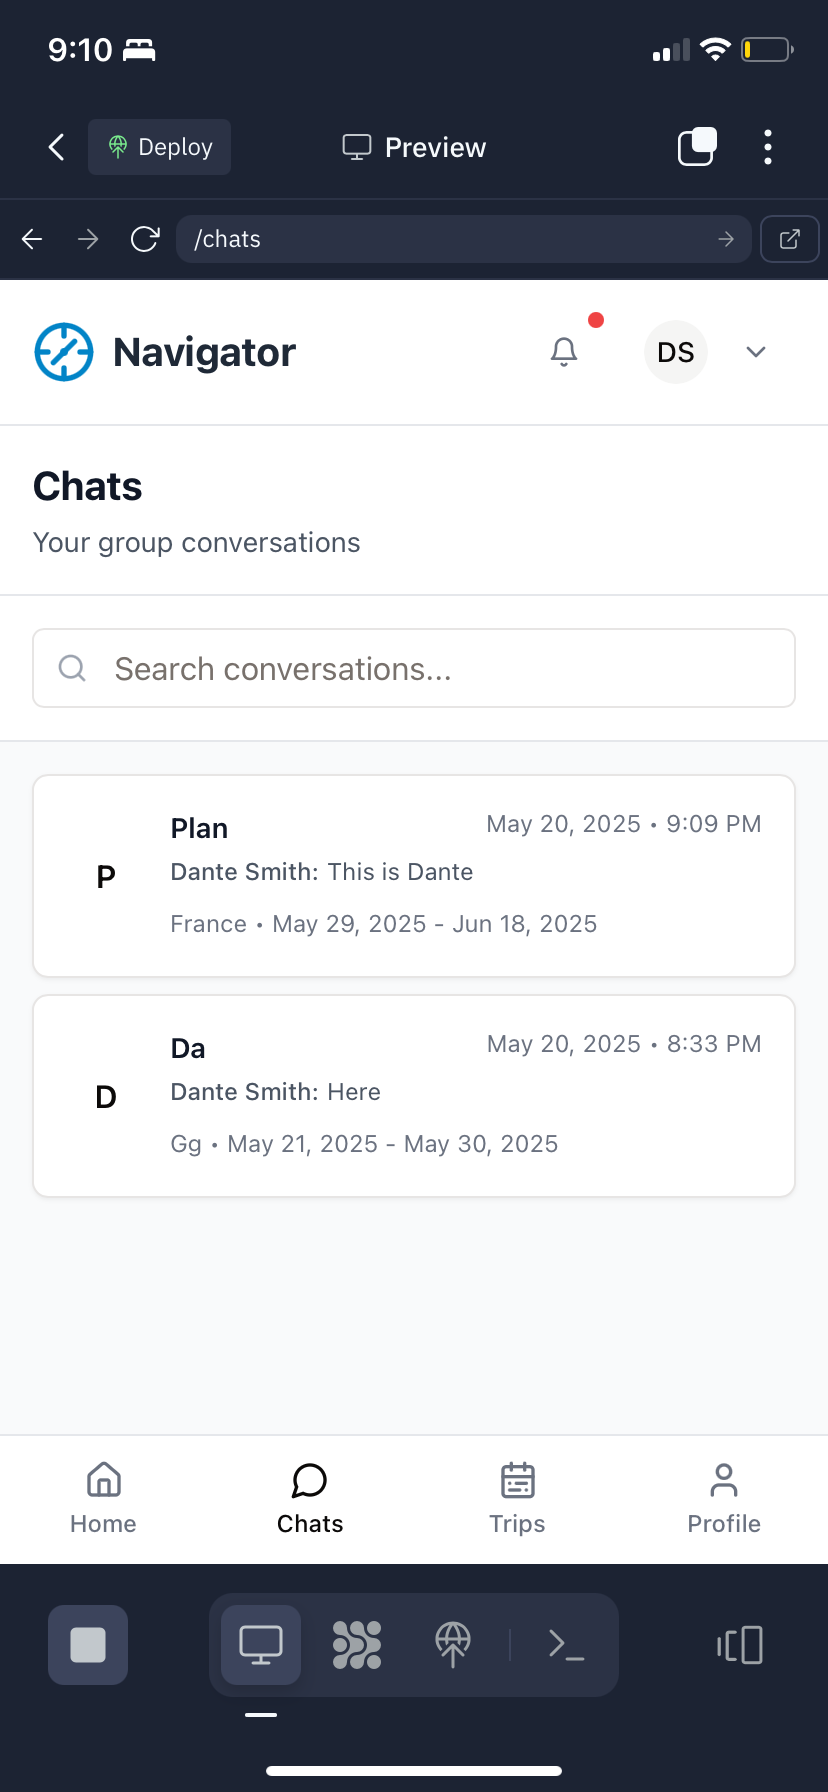 9:10
Deploy
Preview
/chats
Navigator
DS
Chats
Your group conversations
Search conversations...
P
Plan
May 20, 2025 • 9:09 PM
Dante Smith: This is Dante
France • May 29, 2025 - Jun 18, 2025
D
Da
May 20, 2025 • 8:33 PM
Dante Smith: Here
Gg • May 21, 2025 - May 30, 2025
Home
Chats
Trips
Profile